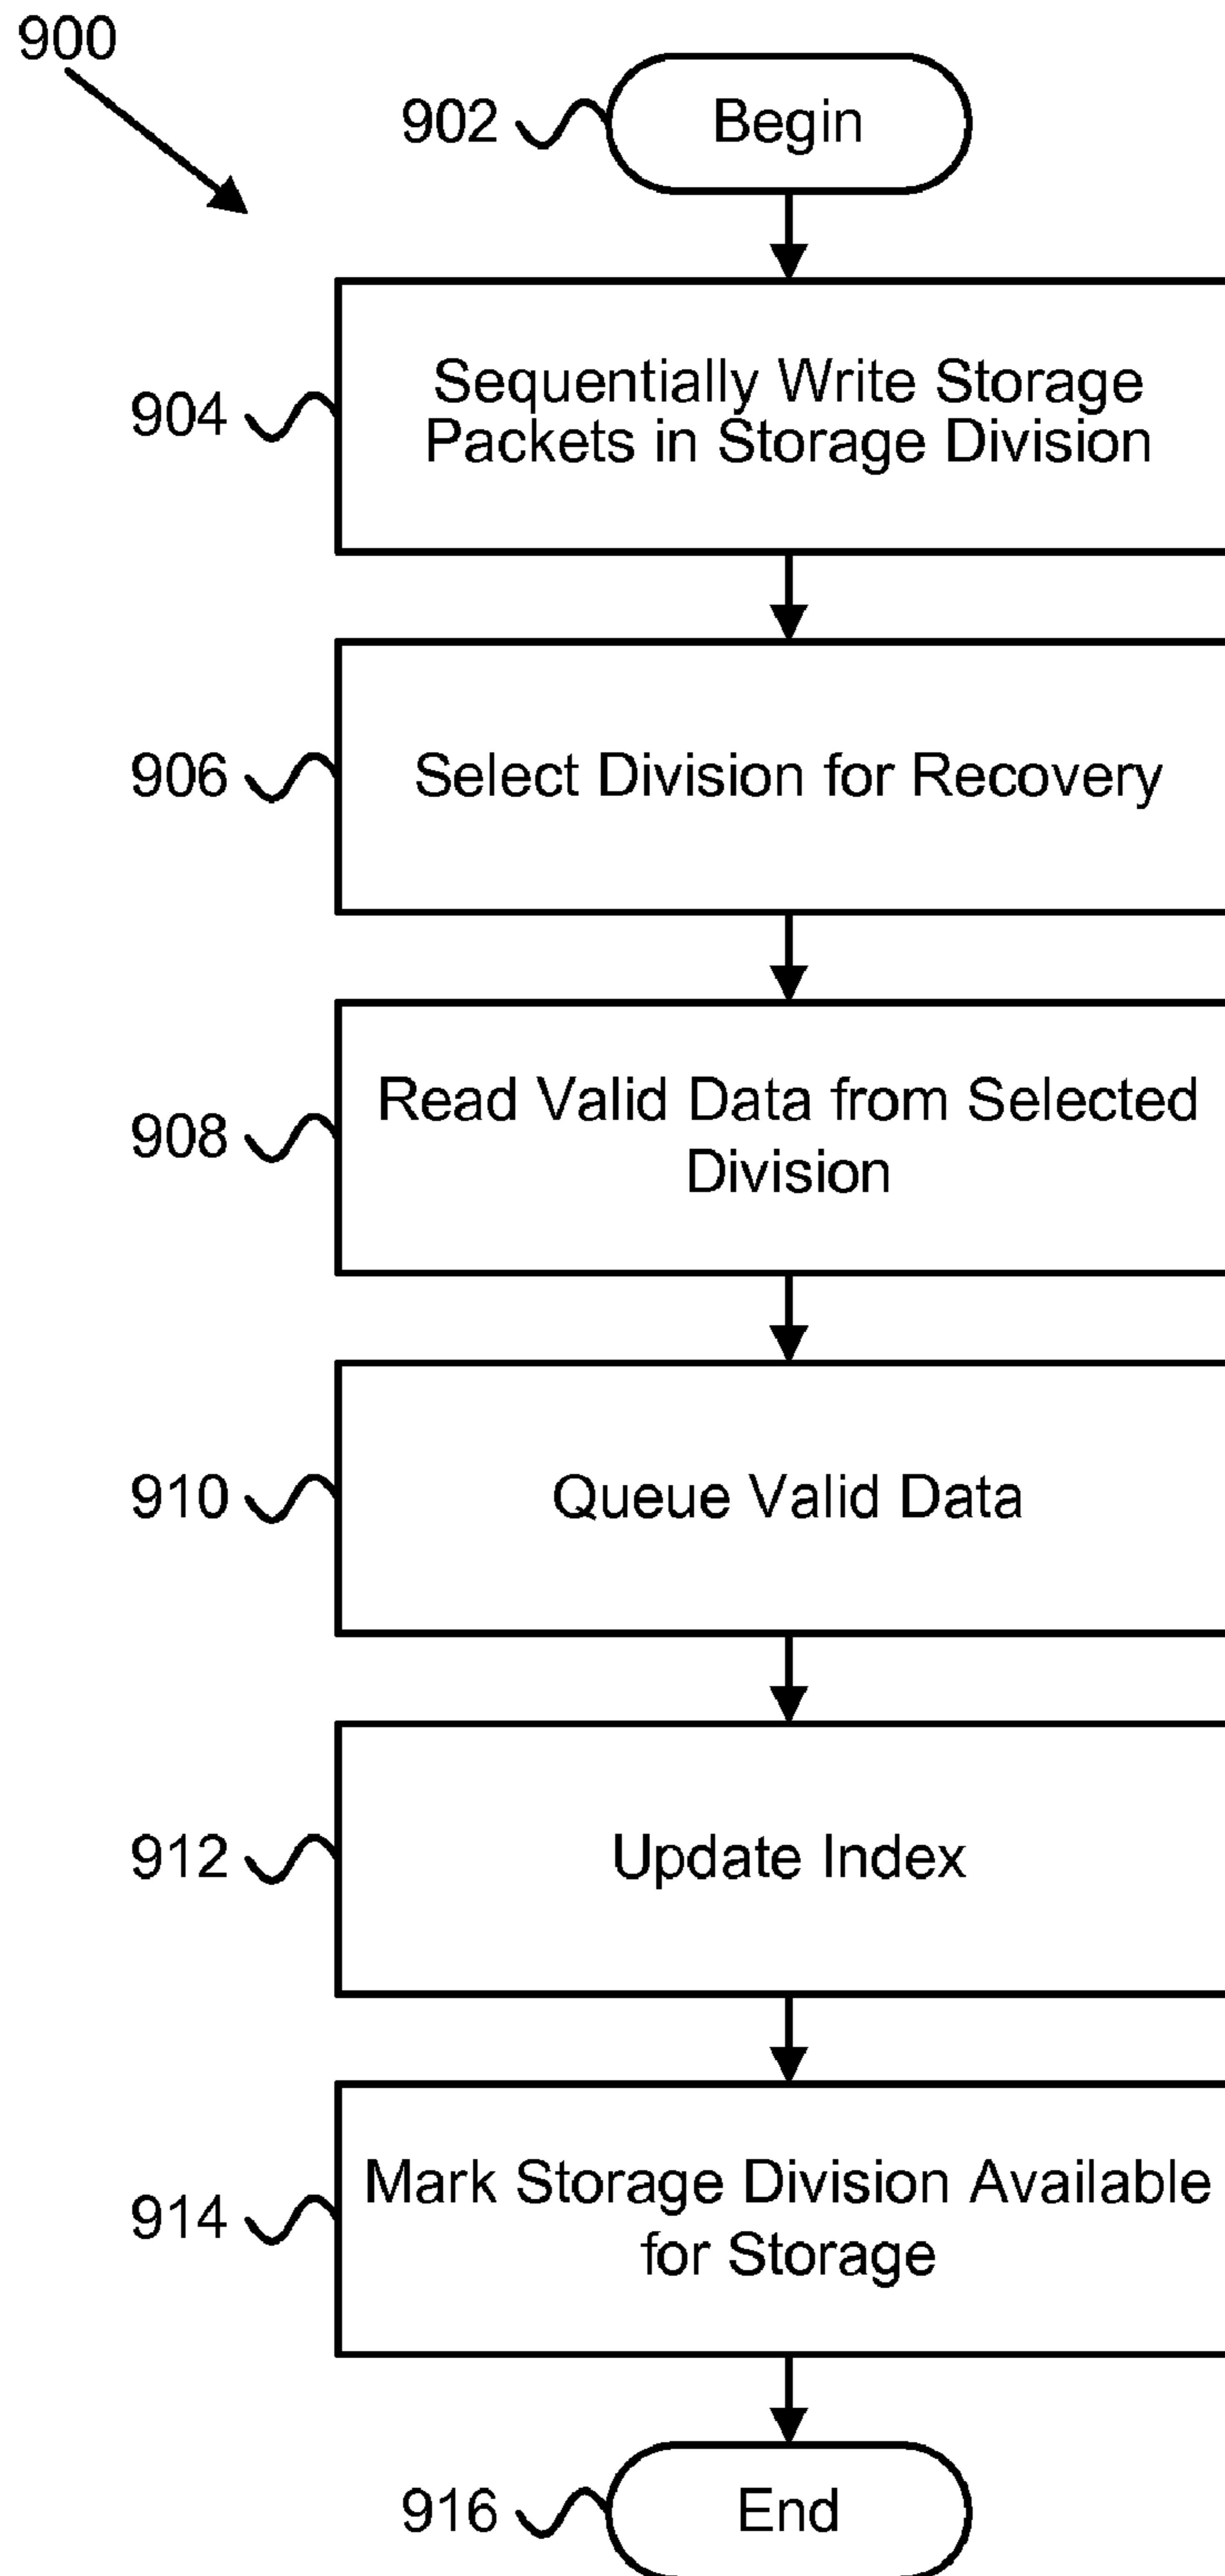 900
902
Begin
904
Sequentially Write Storage
Packets in Storage Division
906
Select Division for Recovery
908
Read Valid Data from Selected
Division
910
Queue Valid Data
912
Update Index
914
Mark Storage Division Available
for Storage
916
End